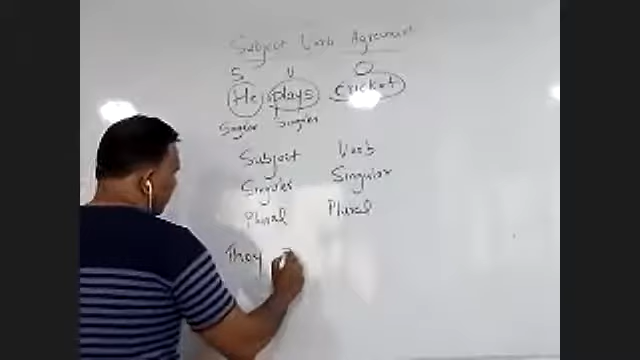 Subject Verb Agreement
S V O
He plays Cricket
Singular Singular
Subject Verb
Singular Singular
Plural Plural
They